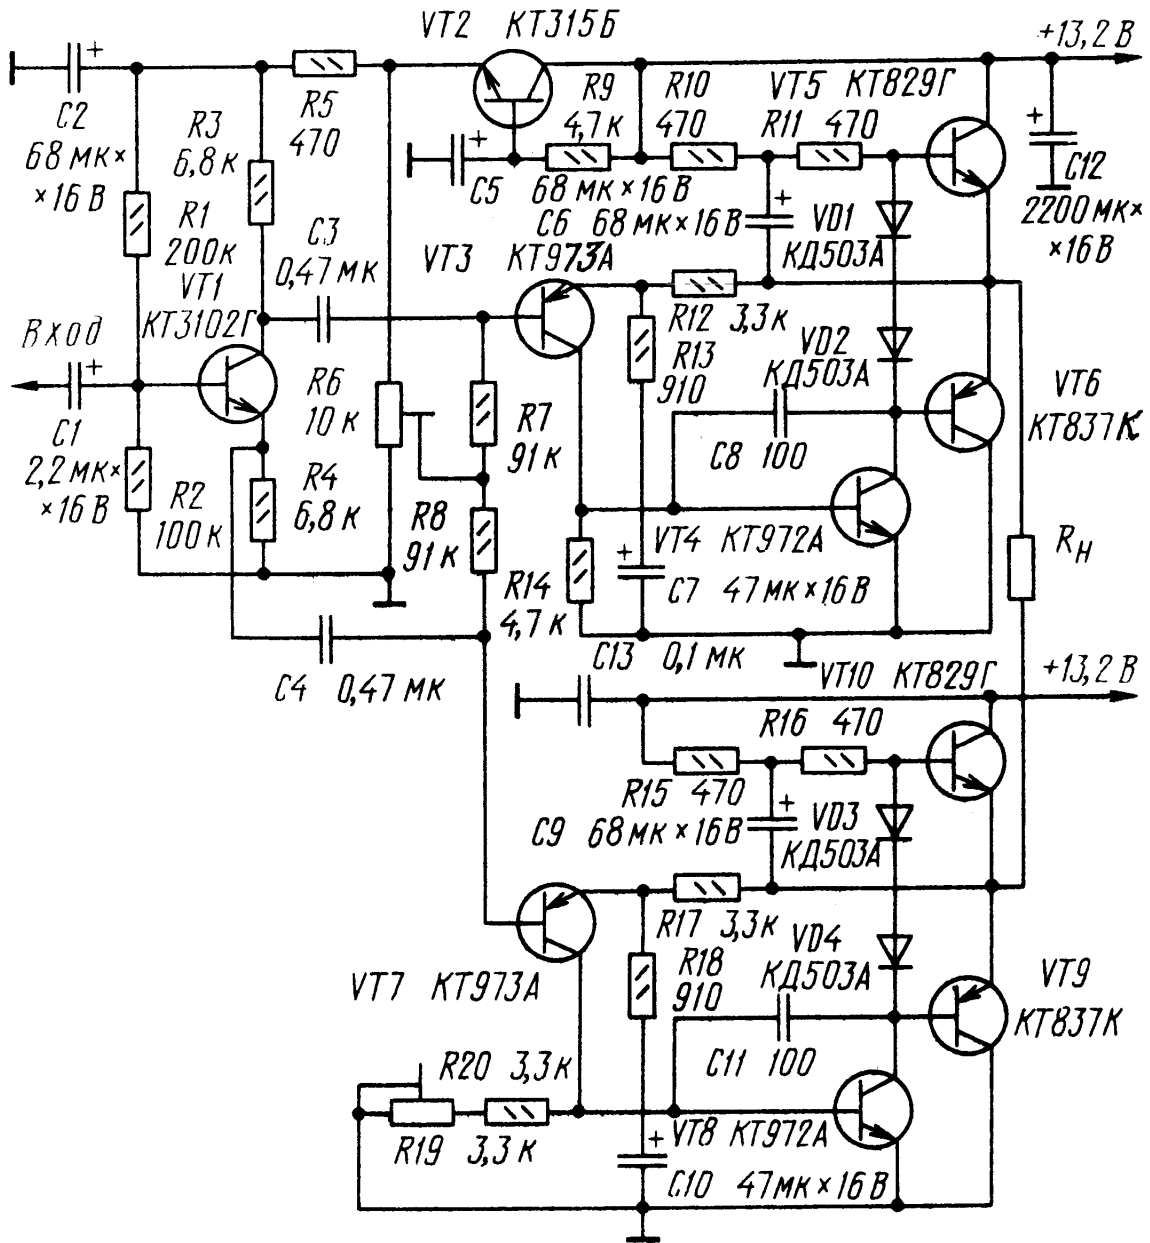 VT2 КТ315Б
+13,2 В
C2
68 мк×
×16 В
R3
6,8 к
R5
470
R9
4,7 к
R10
470
VT5 КТ829Г
R11 470
C12
2200 мк×
×16 В
C5
68 мк × 16 В
C6 68 мк × 16 В
VD1
КД503А
R1
200к
C3
0,47 мк
VT3 КТ973А
VT1
КТ3102Г
Вход
R12 3,3 к
R13
910
VD2
КД503А
VT6
КТ837К
C1
2,2 мк×
×16 В
R6
10 к
R7
91 к
C8 100
R2
100 к
R4
6,8 к
R8
91 к
VT4 КТ972А
RН
R14
4,7 к
C7 47 мк × 16 В
C13 0,1 мк
C4 0,47 мк
VT10 КТ829Г
+13,2 В
R16 470
R15 470
C9 68 мк × 16 В
VD3
КД503А
R17 3,3 к
R18
910
VD4
КД503А
VT9
КТ837К
VT7 КТ973А
R20 3,3 к
C11 100
R19 3,3 к
VT8 КТ972А
C10 47 мк × 16 В